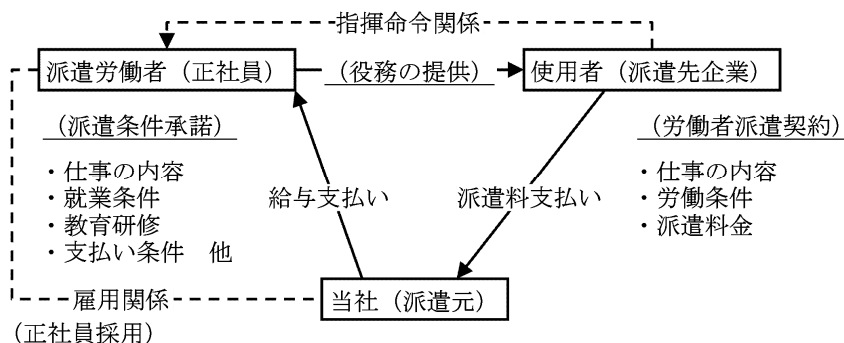 指揮命令関係
派遣労働者（正社員）
（役務の提供）
使用者（派遣先企業）
（派遣条件承諾）
・仕事の内容
・就業条件
・教育研修
・支払い条件　他
給与支払い
派遣料支払い
（労働者派遣契約）
・仕事の内容
・労働条件
・派遣料金
雇用関係
（正社員採用）
当社（派遣元）